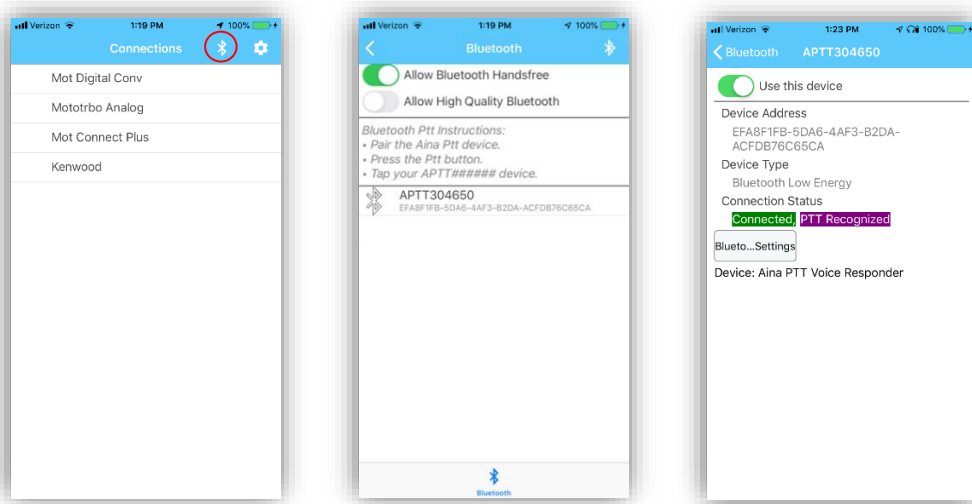 Verizon 1:19 PM 100%
Connections
Mot Digital Conv
Mototrbo Analog
Mot Connect Plus
Kenwood
Verizon 1:19 PM 100%
Bluetooth
Allow Bluetooth Handsfree
Allow High Quality Bluetooth
Bluetooth Ptt Instructions:
• Pair the Aina Ptt device.
• Press the Ptt button.
• Tap your APTT###### device.
APTT304650
EFA8F1FB-5DA6-4AF3-B2DA-ACFDB76C65CA
Bluetooth
Verizon 1:23 PM 100%
Bluetooth APTT304650
Use this device
Device Address
EFA8F1FB-5DA6-4AF3-B2DA-
ACFDB76C65CA
Device Type
Bluetooth Low Energy
Connection Status
Connected, PTT Recognized
Blueto...Settings
Device: Aina PTT Voice Responder